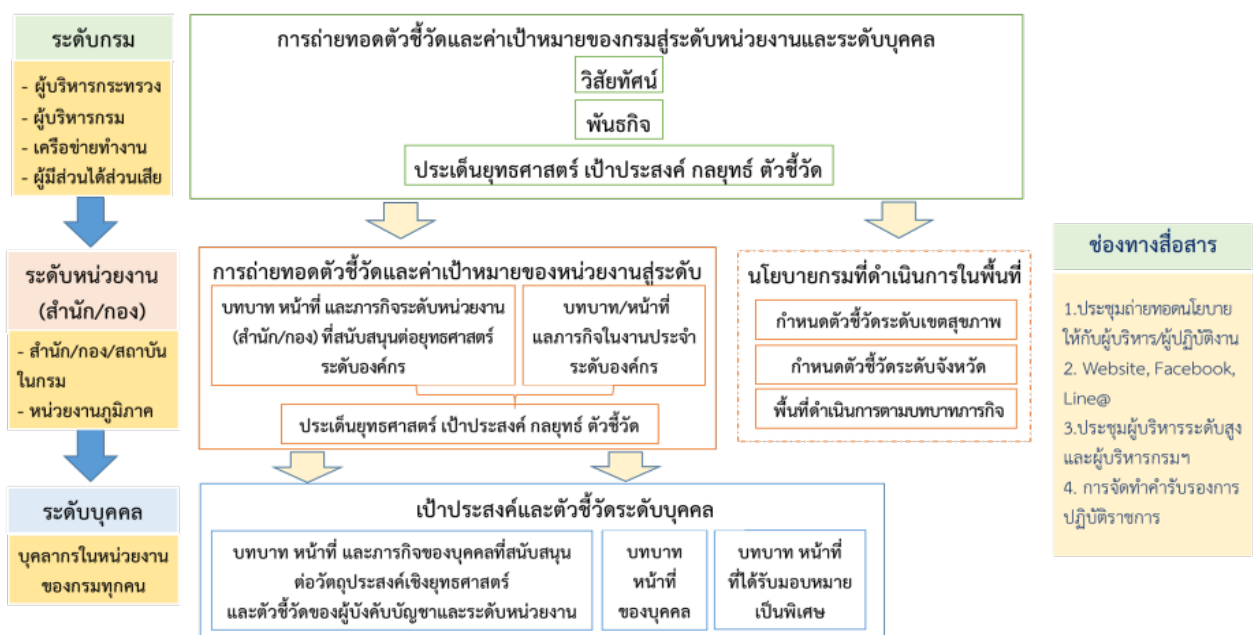 ระดับกรม
- ผู้บริหารกระทรวง
- ผู้บริหารกรม
- เครือข่ายทำงาน
- ผู้มีส่วนได้ส่วนเสีย
การถ่ายทอดตัวชี้วัดและค่าเป้าหมายของกรมสู่ระดับหน่วยงานและระดับบุคคล
วิสัยทัศน์
พันธกิจ
ประเด็นยุทธศาสตร์ เป้าประสงค์ กลยุทธ์ ตัวชี้วัด
ระดับหน่วยงาน
(สำนัก/กอง)
- สำนัก/กอง/สถาบัน
ในกรม
- หน่วยงานภูมิภาค
การถ่ายทอดตัวชี้วัดและค่าเป้าหมายของหน่วยงานสู่ระดับ
บทบาท หน้าที่ และภารกิจระดับหน่วยงาน
(สำนัก/กอง) ที่สนับสนุนต่อยุทธศาสตร์
ระดับองค์กร
บทบาท/หน้าที่
แลภารกิจในงานประจำ
ระดับองค์กร
ประเด็นยุทธศาสตร์ เป้าประสงค์ กลยุทธ์ ตัวชี้วัด
นโยบายกรมที่ดำเนินการในพื้นที่
กำหนดตัวชี้วัดระดับเขตสุขภาพ
กำหนดตัวชี้วัดระดับจังหวัด
พื้นที่ดำเนินการตามบทบาทภารกิจ
ระดับบุคคล
บุคลากรในหน่วยงาน
ของกรมทุกคน
เป้าประสงค์และตัวชี้วัดระดับบุคคล
บทบาท หน้าที่ และภารกิจของบุคคลที่สนับสนุน
ต่อวัตถุประสงค์เชิงยุทธศาสตร์
และตัวชี้วัดของผู้บังคับบัญชาและระดับหน่วยงาน
บทบาท
หน้าที่
ของบุคคล
บทบาท หน้าที่
ที่ได้รับมอบหมาย
เป็นพิเศษ
ช่องทางสื่อสาร
1.ประชุมถ่ายทอดนโยบาย
ให้กับผู้บริหาร/ผู้ปฏิบัติงาน
2. Website, Facebook,
Line@
3.ประชุมผู้บริหารระดับสูง
และผู้บริหารกรมฯ
4. การจัดทำคำรับรองการ
ปฏิบัติราชการ